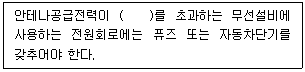 안테나공급전력이 (    )를 초과하는 무선설비에
사용하는 전원회로에는 퓨즈 또는 자동차단기를
갖추어야 한다.